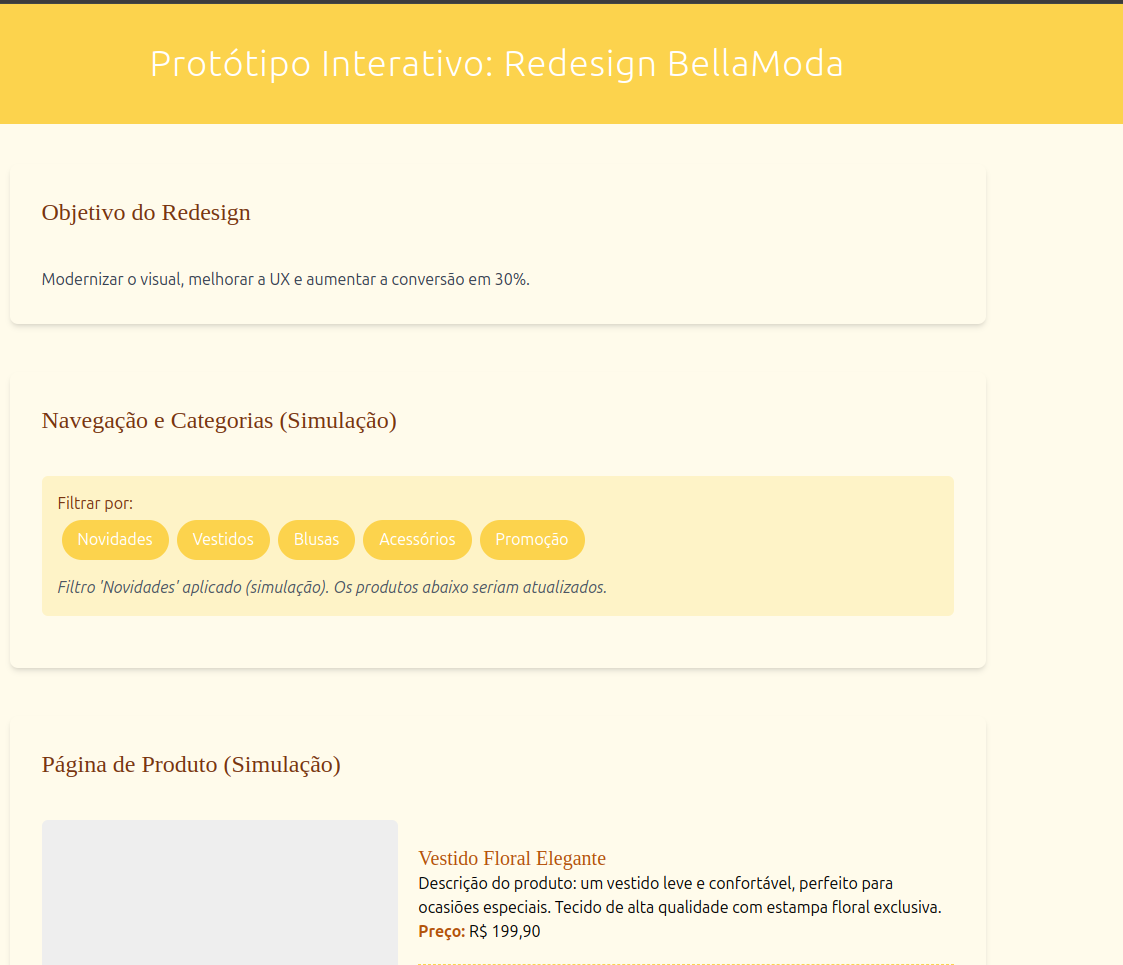 Protótipo Interativo: Redesign BellaModa
Objetivo do Redesign
Modernizar o visual, melhorar a UX e aumentar a conversão em 30%.
Navegação e Categorias (Simulação)
Filtrar por:
Novidades Vestidos Blusas Acessórios Promoção
Filtro 'Novidades' aplicado (simulação). Os produtos abaixo seriam atualizados.
Página de Produto (Simulação)
Vestido Floral Elegante
Descrição do produto: um vestido leve e confortável, perfeito para
ocasiões especiais. Tecido de alta qualidade com estampa floral exclusiva.
Preço: R$ 199,90